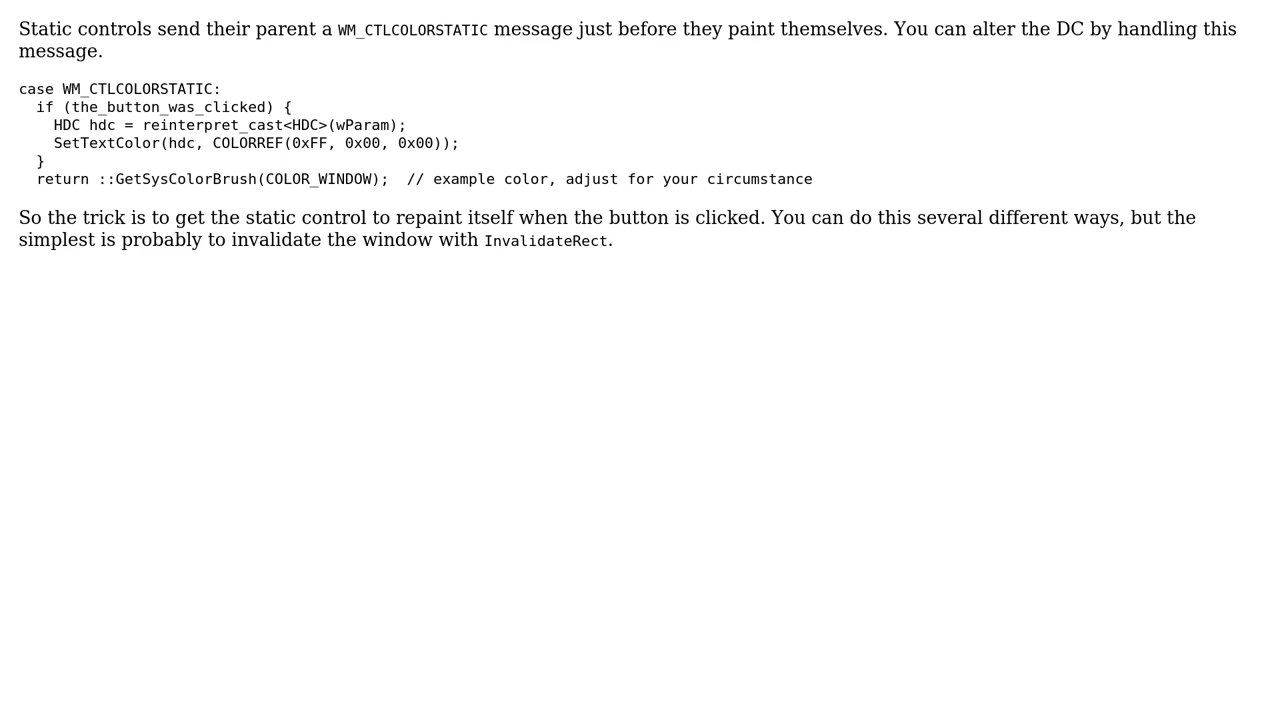 Static controls send their parent a WM_CTLCOLORSTATIC message just before they paint themselves. You can alter the DC by handling this
message.
case WM_CTLCOLORSTATIC:
  if (the_button_was_clicked) {
    HDC hdc = reinterpret_cast<HDC>(wParam);
    SetTextColor(hdc, COLORREF(0xFF, 0x00, 0x00));
  }
  return ::GetSysColorBrush(COLOR_WINDOW);  // example color, adjust for your circumstance
So the trick is to get the static control to repaint itself when the button is clicked. You can do this several different ways, but the
simplest is probably to invalidate the window with InvalidateRect.